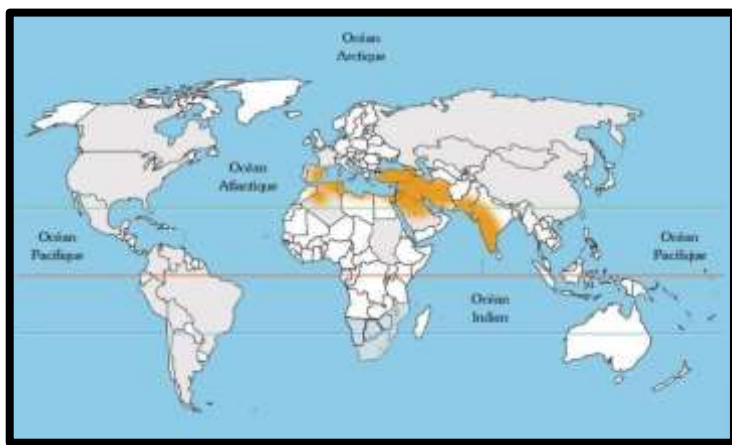 Océan
Arctique
Océan
Atlantique
Océan
Pacifique
Océan
Pacifique
Océan
Indien